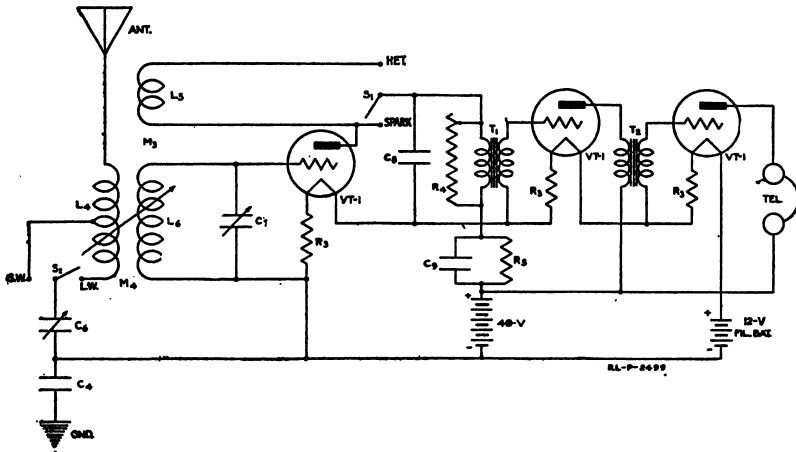 ANT.
HET.
L5
S1
SPARK
M3
T1
T2
VT-1
VT-1
VT-1
C8
R4
R3
R3
TEL.
L4
L6
C7
R3
S.W.
S2
L.W.
M4
C9
R5
C6
+
40-V
-
+
12-V
FIL. BAT.
-
RL-P-2499
C4
GND.